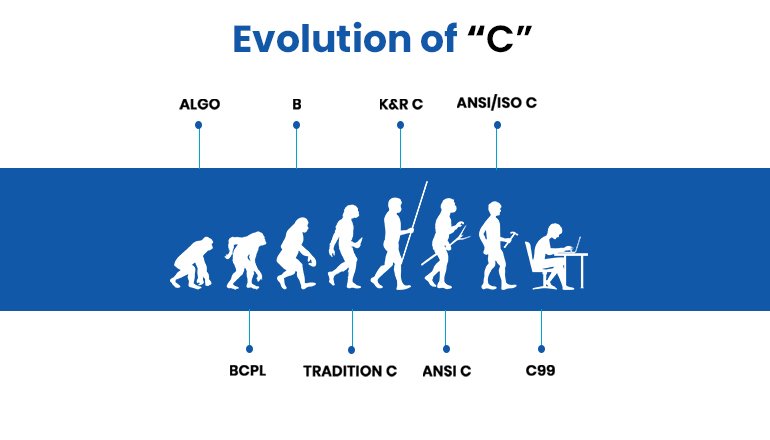 Evolution of “C”
ALGO
B
K&R C
ANSI/ISO C
BCPL
TRADITION C
ANSI C
C99